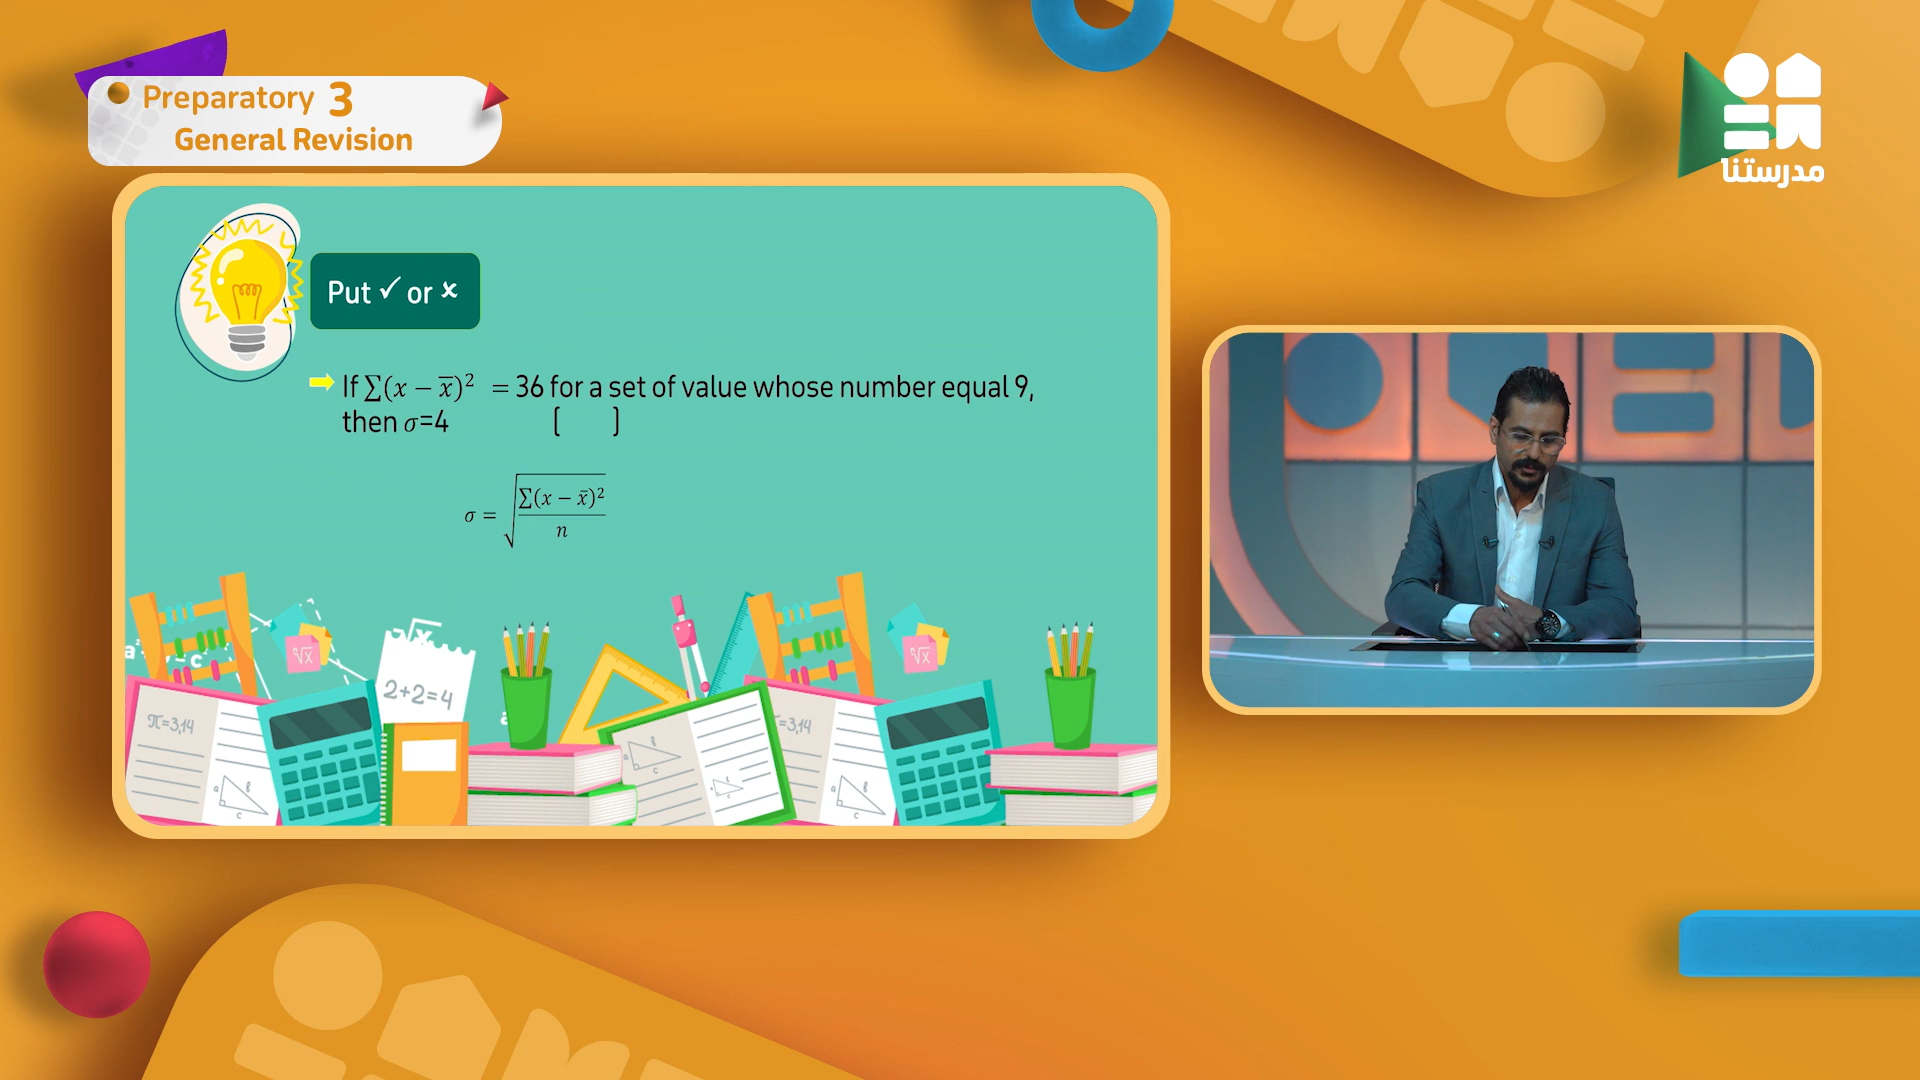 Preparatory 3
General Revision
مدرستنا
Put ✓ or ✗
If ∑(x − x̅)² = 36 for a set of value whose number equal 9,
then σ=4 [ ]
σ = √(∑(x − x̅)² / n)
√x
2+2=4
π=3,14
=3,14